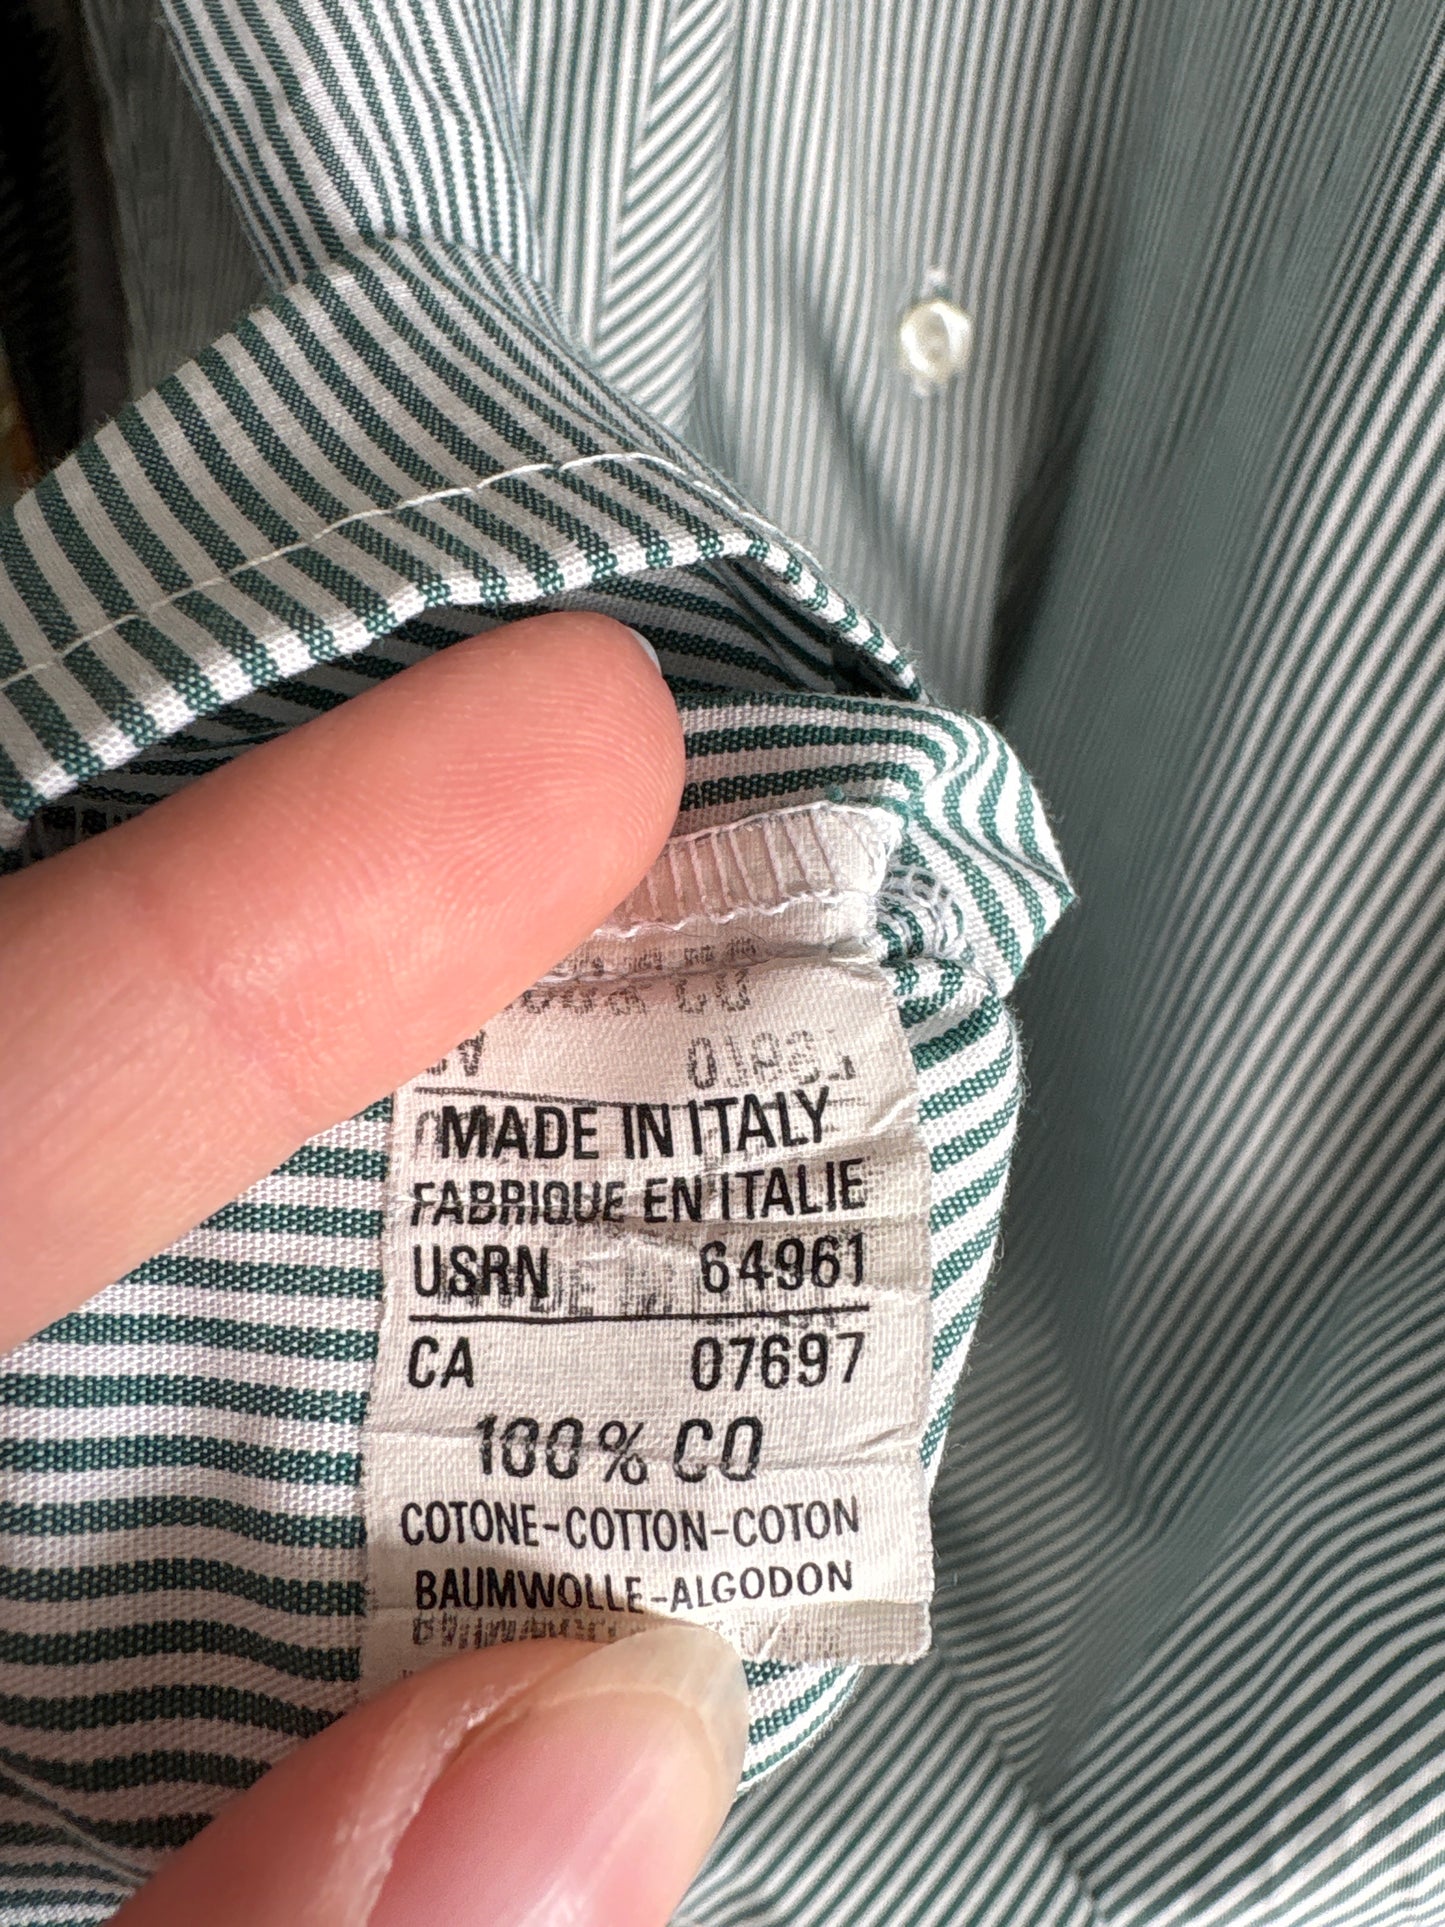 MADE IN ITALY
FABRIQUE EN ITALIE
USRN 64961
CA 07697
100% CO
COTONE-COTTON-COTON
BAUMWOLLE-ALGODON